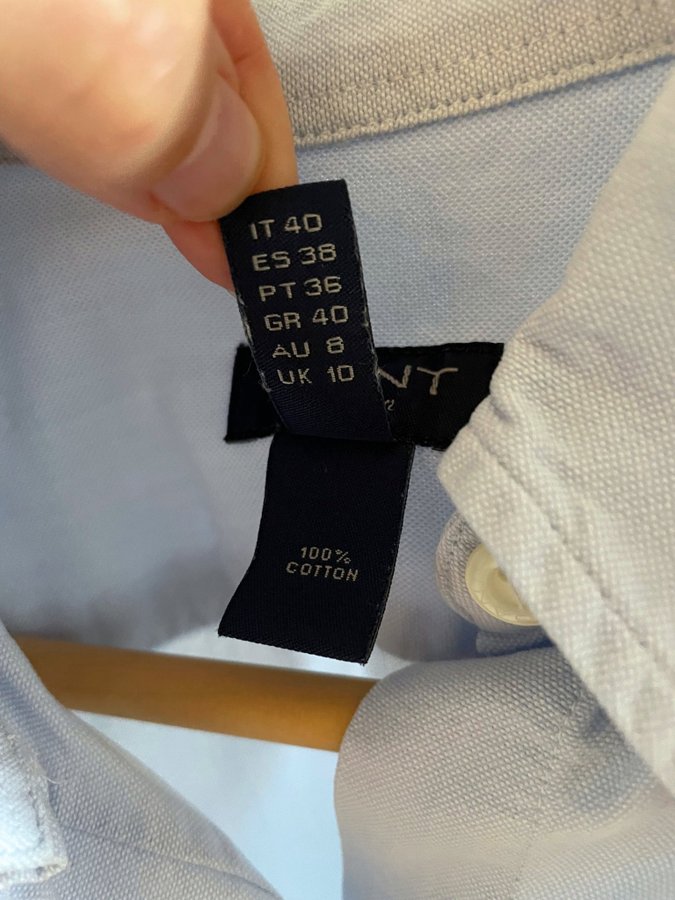 IT 40
ES 38
PT 36
GR 40
AU 8
UK 10
100%
COTTON